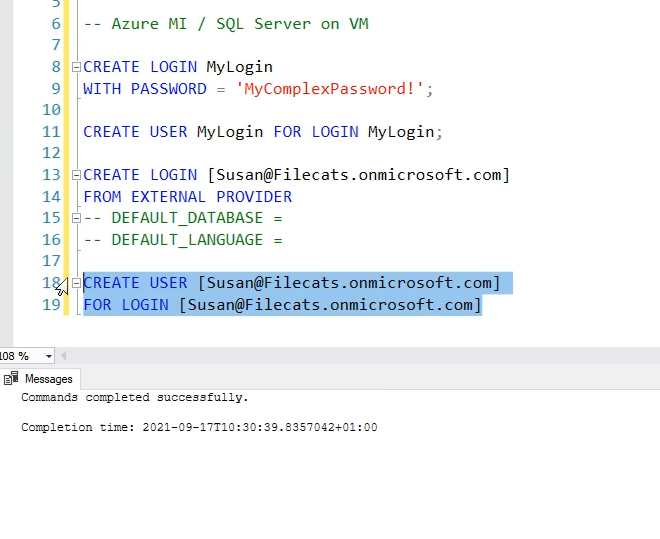 5
6 -- Azure MI / SQL Server on VM
7
8 CREATE LOGIN MyLogin
9 WITH PASSWORD = 'MyComplexPassword!';
10
11 CREATE USER MyLogin FOR LOGIN MyLogin;
12
13 CREATE LOGIN [Susan@Filecats.onmicrosoft.com]
14 FROM EXTERNAL PROVIDER
15 -- DEFAULT_DATABASE =
16 -- DEFAULT_LANGUAGE =
17
18 CREATE USER [Susan@Filecats.onmicrosoft.com]
19 FOR LOGIN [Susan@Filecats.onmicrosoft.com]
108 %
Messages
Commands completed successfully.
Completion time: 2021-09-17T10:30:39.8357042+01:00